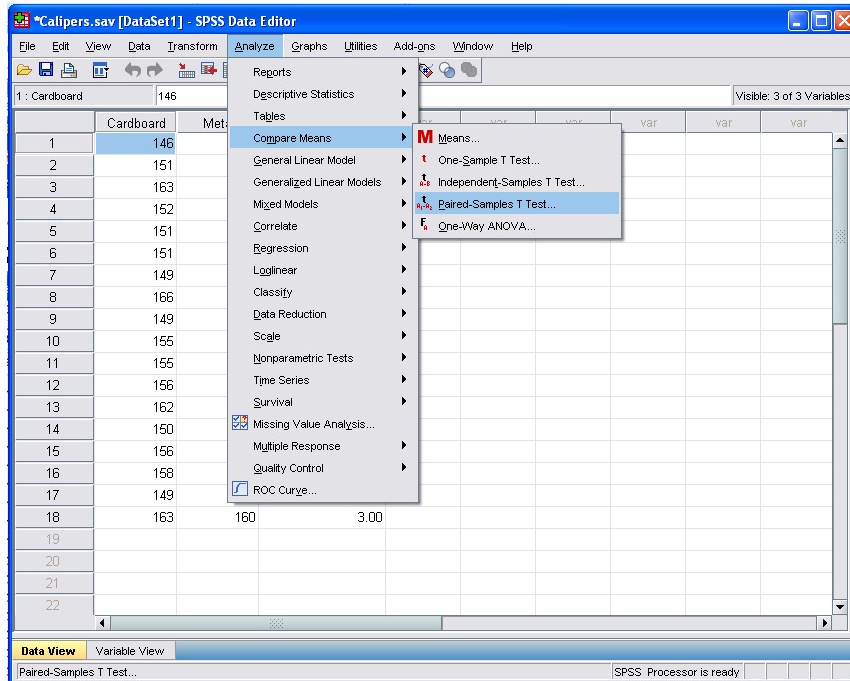 *Calipers.sav [DataSet1] - SPSS Data Editor
File Edit View Data Transform Analyze Graphs Utilities Add-ons Window Help
1 : Cardboard 146 Visible: 3 of 3 Variables
Cardboard Meta var var var var var
Reports
Descriptive Statistics
Tables
Compare Means
General Linear Model
Generalized Linear Models
Mixed Models
Correlate
Regression
Loglinear
Classify
Data Reduction
Scale
Nonparametric Tests
Time Series
Survival
Missing Value Analysis...
Multiple Response
Quality Control
ROC Curve...
M Means...
t One-Sample T Test...
Independent-Samples T Test...
Paired-Samples T Test...
One-Way ANOVA...
1 146
2 151
3 163
4 152
5 151
6 151
7 149
8 166
9 149
10 155
11 155
12 156
13 162
14 150
15 156
16 158
17 149
18 163 160 3.00
19
20
21
22
Data View Variable View
Paired-Samples T Test... SPSS Processor is ready